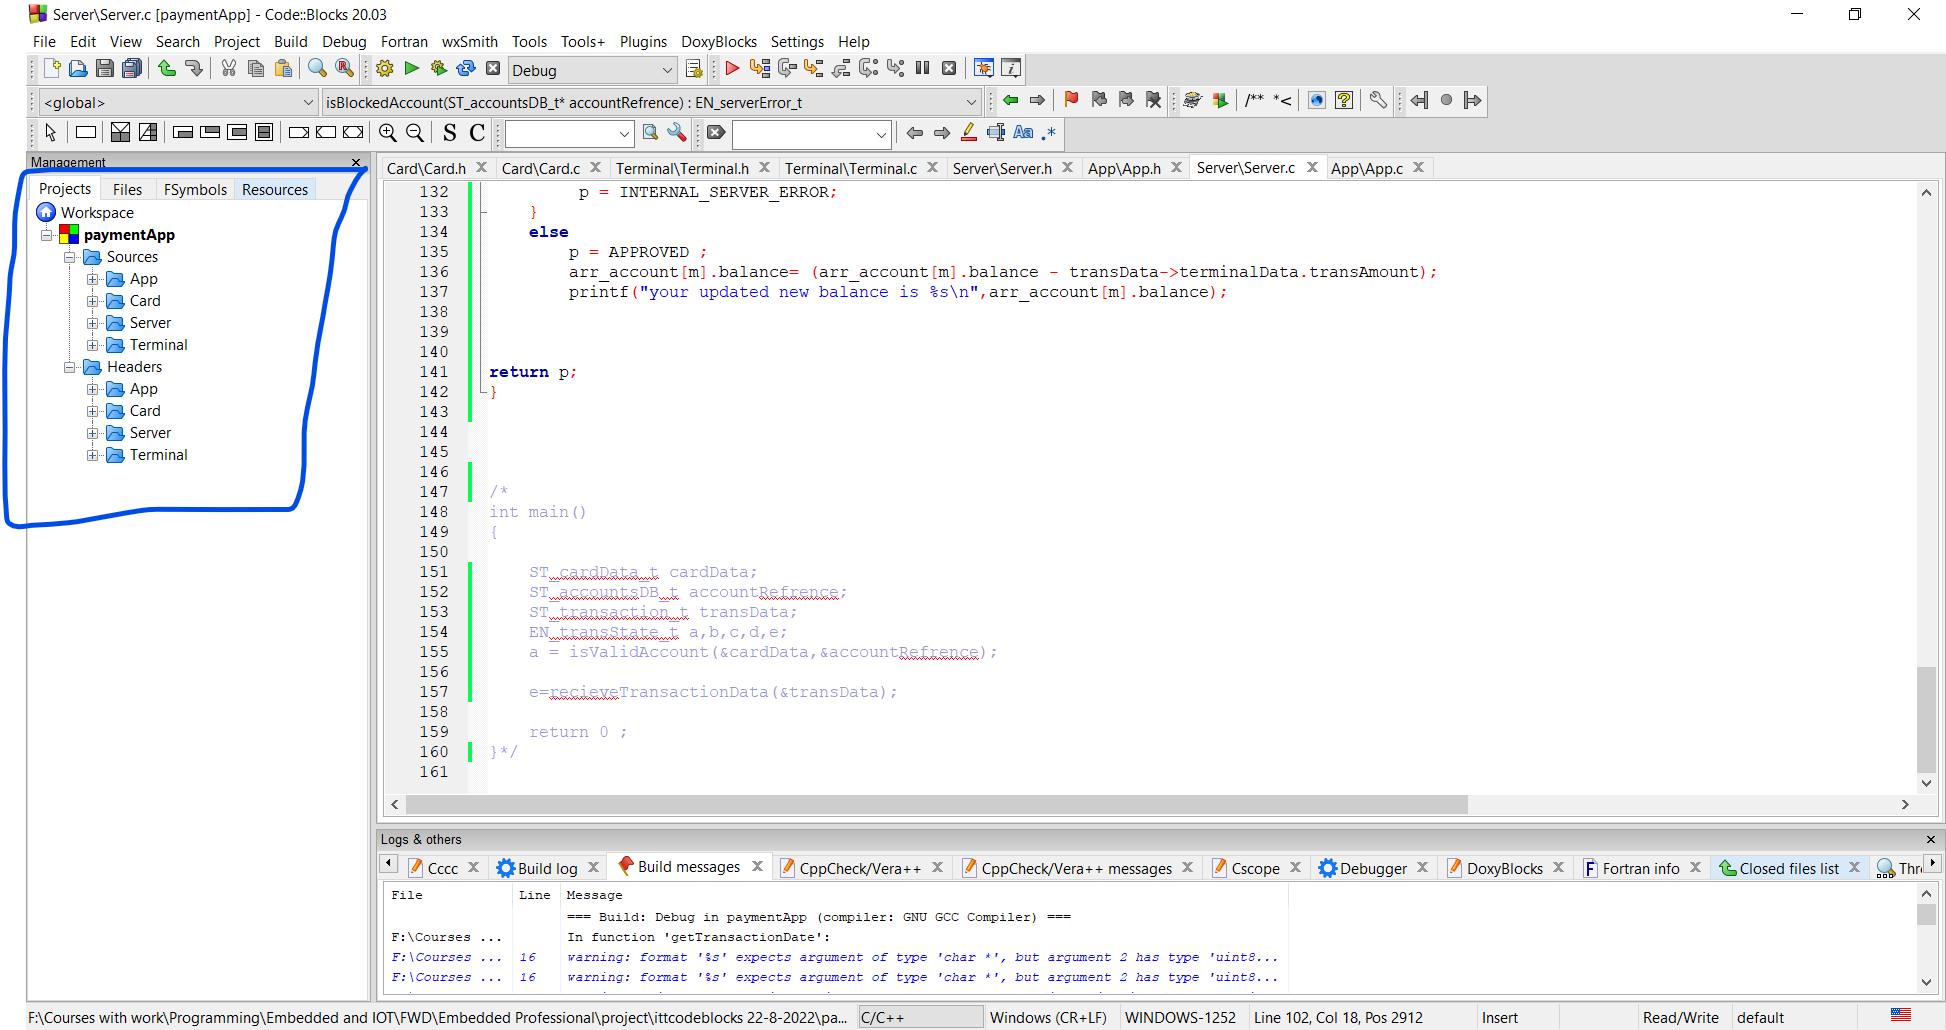 Server\Server.c [paymentApp] - Code::Blocks 20.03
File Edit View Search Project Build Debug Fortran wxSmith Tools Tools+ Plugins DoxyBlocks Settings Help
Debug
<global> isBlockedAccount(ST_accountsDB_t* accountRefrence) : EN_serverError_t /** *<
S C Aa .*
Management
Projects Files FSymbols Resources
Workspace
paymentApp
Sources
App
Card
Server
Terminal
Headers
App
Card
Server
Terminal
Card\Card.h Card\Card.c Terminal\Terminal.h Terminal\Terminal.c Server\Server.h App\App.h Server\Server.c App\App.c
132 p = INTERNAL_SERVER_ERROR;
133 }
134 else
135 p = APPROVED ;
136 arr_account[m].balance= (arr_account[m].balance - transData->terminalData.transAmount);
137 printf("your updated new balance is %s\n",arr_account[m].balance);
138
139
140
141 return p;
142 }
143
144
145
146
147 /*
148 int main()
149 {
150
151 ST_cardData_t cardData;
152 ST_accountsDB_t accountRefrence;
153 ST_transaction_t transData;
154 EN_transState_t a,b,c,d,e;
155 a = isValidAccount(&cardData,&accountRefrence);
156
157 e=recieveTransactionData(&transData);
158
159 return 0 ;
160 }*/
161
Logs & others
Cccc Build log Build messages CppCheck/Vera++ CppCheck/Vera++ messages Cscope Debugger DoxyBlocks Fortran info Closed files list Thr
File Line Message
=== Build: Debug in paymentApp (compiler: GNU GCC Compiler) ===
F:\Courses ... In function 'getTransactionDate':
F:\Courses ... 16 warning: format '%s' expects argument of type 'char *', but argument 2 has type 'uint8...
F:\Courses ... 16 warning: format '%s' expects argument of type 'char *', but argument 2 has type 'uint8...
F:\Courses with work\Programming\Embedded and IOT\FWD\Embedded Professional\project\ittcodeblocks 22-8-2022\pa... C/C++ Windows (CR+LF) WINDOWS-1252 Line 102, Col 18, Pos 2912 Insert Read/Write default